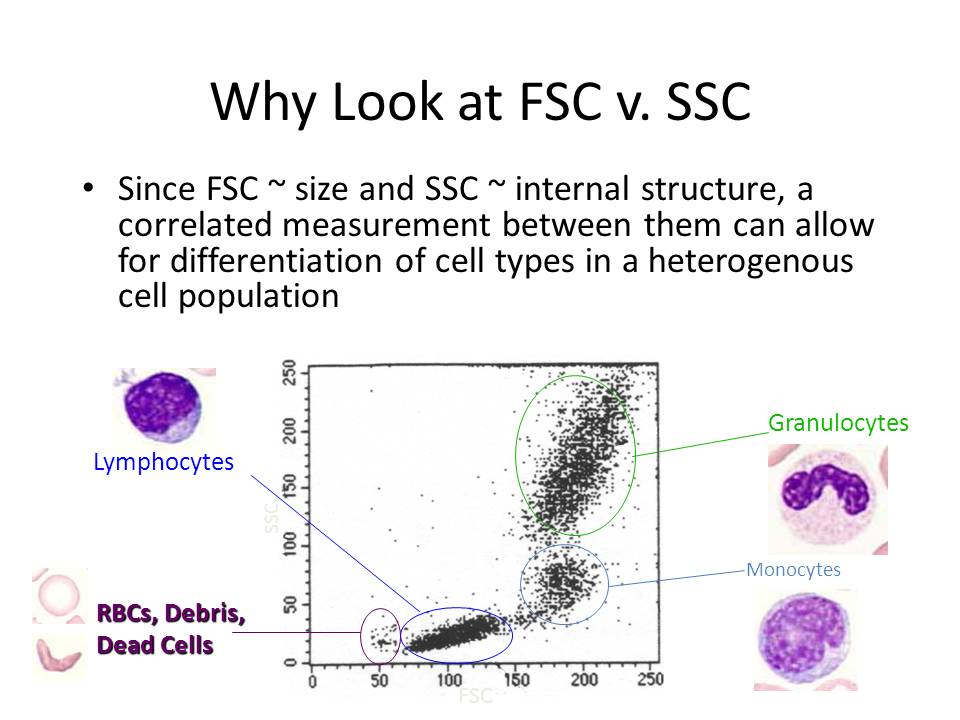 Why Look at FSC v. SSC
• Since FSC ~ size and SSC ~ internal structure, a
correlated measurement between them can allow
for differentiation of cell types in a heterogenous
cell population
Lymphocytes
RBCs, Debris,
Dead Cells
SSC
250
200
150
100
50
0
0 50 100 150 200 250
FSC
Granulocytes
Monocytes